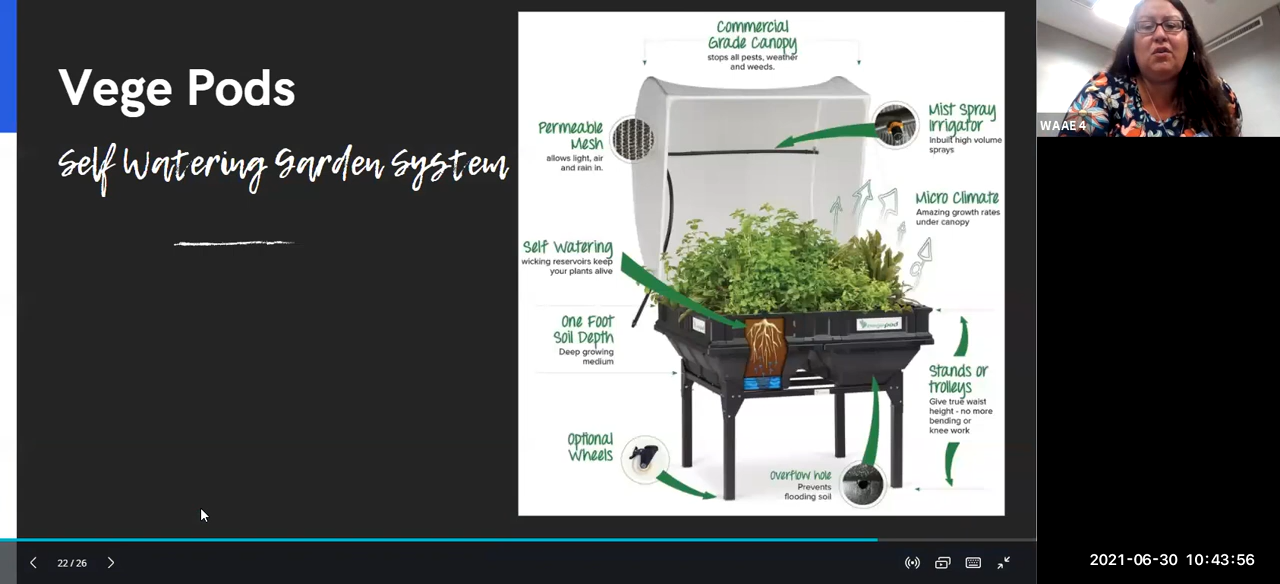 Vege Pods
Self Watering Garden System
Commercial
Grade Canopy
stops all pests, weather
and weeds.
Permeable
Mesh
allows light, air
and rain in.
Mist Spray
Irrigator
Inbuilt high volume
sprays
Micro Climate
Amazing growth rates
under canopy
Self Watering
wicking reservoirs keep
your plants alive
One Foot
Soil Depth
Deep growing
medium
vegepod
Stands or
trolleys
Give true waist
height - no more
bending or
knee work
Optional
Wheels
Overflow hole
Prevents
flooding soil
22 / 26
WAAE 4
2021-06-30 10:43:56